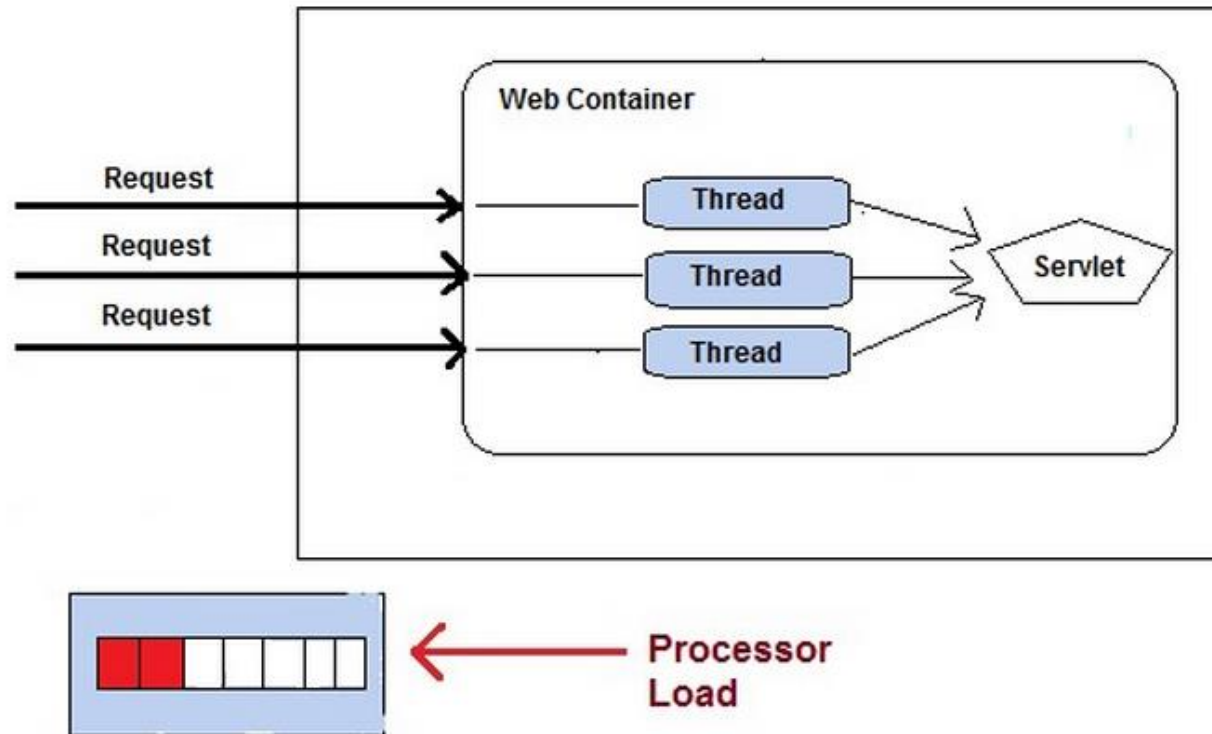 Web Container
Request
Thread
Request
Thread
Servlet
Request
Thread
Processor
Load